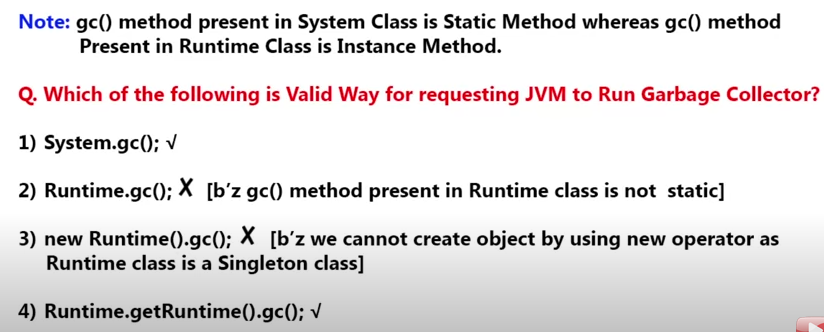 Note: gc() method present in System Class is Static Method whereas gc() method
Present in Runtime Class is Instance Method.
Q. Which of the following is Valid Way for requesting JVM to Run Garbage Collector?
1) System.gc(); √
2) Runtime.gc(); X [b’z gc() method present in Runtime class is not static]
3) new Runtime().gc(); X [b’z we cannot create object by using new operator as
Runtime class is a Singleton class]
4) Runtime.getRuntime().gc(); √